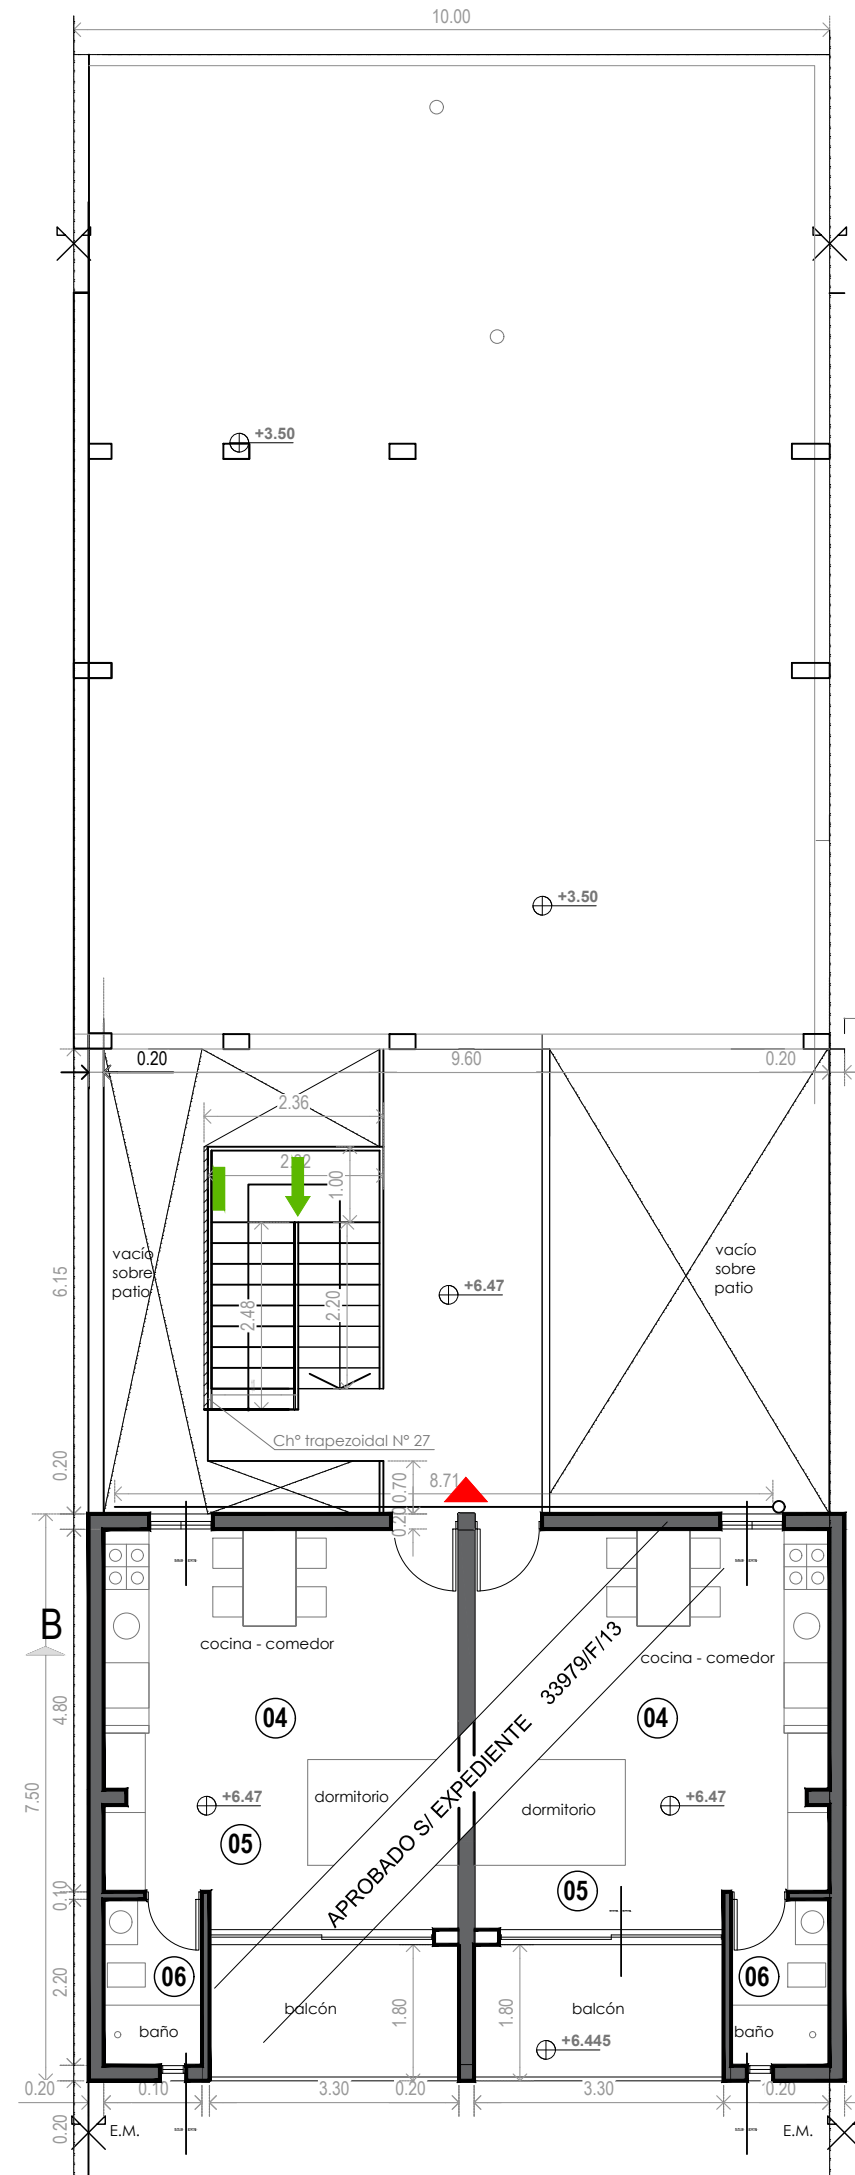 10.00
+3.50
+3.50
0.20
9.60
0.20
2.36
1.00
vacío
sobre
patio
vacío
sobre
patio
6.15
+6.47
2.48
2.20
Chº trapezoidal Nº 27
0.20
8.71
0.70
0.20
B
cocina - comedor
cocina - comedor
APROBADO S/ EXPEDIENTE 33979/F/13
4.80
04
04
7.50
dormitorio
dormitorio
+6.47
+6.47
05
05
0.10
06
06
2.20
balcón
1.80
1.80
balcón
baño
baño
+6.445
0.20
0.10
3.30
0.20
3.30
0.20
0.20
E.M.
E.M.